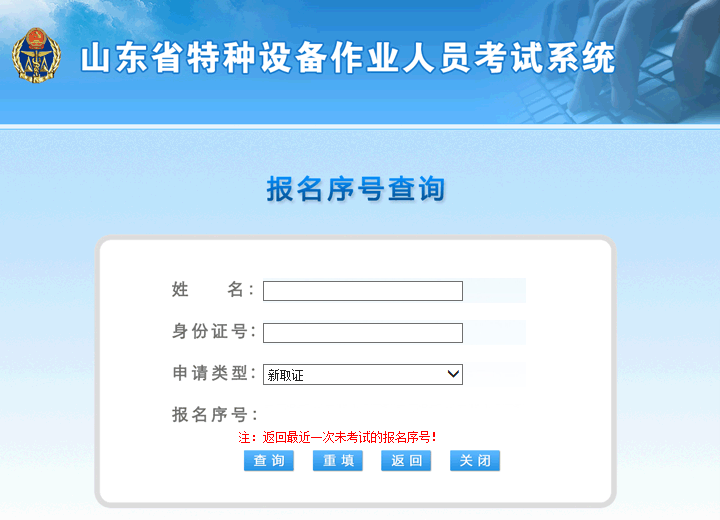 山东省特种设备作业人员考试系统
报名序号查询
姓 名：
身份证号：
申请类型： 新取证
报名序号：
注：返回最近一次未考试的报名序号！
查询 重填 返回 关闭